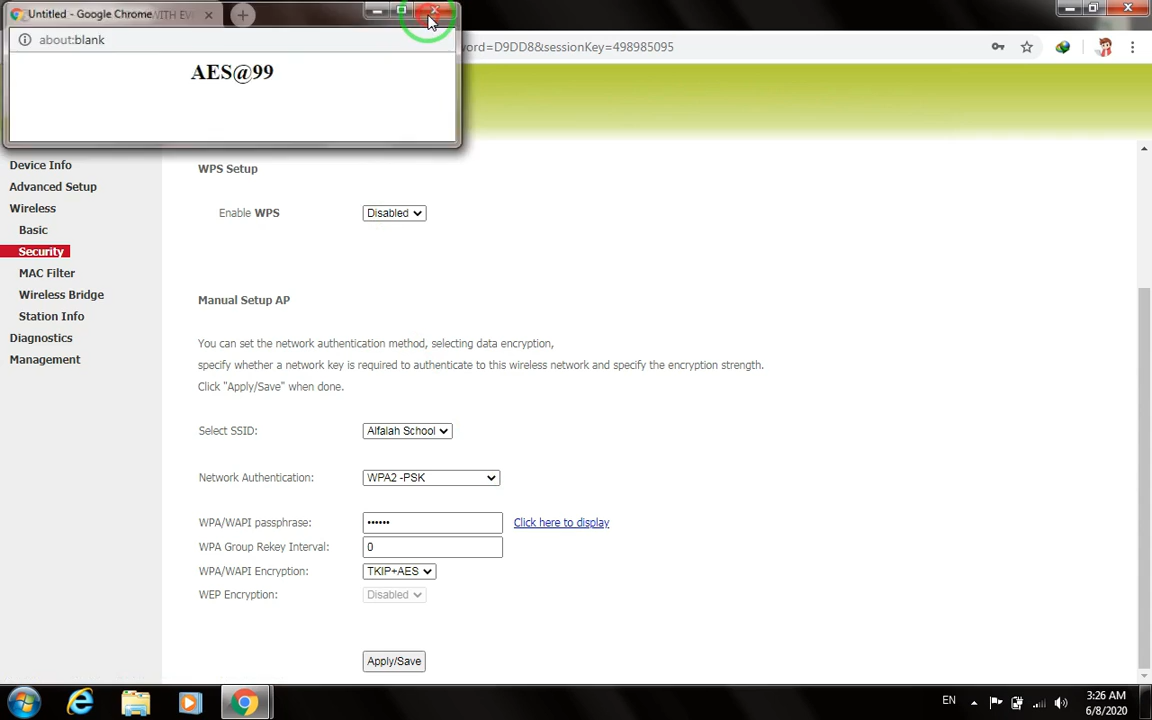 Untitled - Google Chrome
about:blank
AES@99
ord=D9DD8&sessionKey=498985095
Device Info
Advanced Setup
Wireless
Basic
Security
MAC Filter
Wireless Bridge
Station Info
Diagnostics
Management
WPS Setup
Enable WPS
Disabled
Manual Setup AP
You can set the network authentication method, selecting data encryption,
specify whether a network key is required to authenticate to this wireless network and specify the encryption strength.
Click "Apply/Save" when done.
Select SSID:
Alfalah School
Network Authentication:
WPA2 -PSK
WPA/WAPI passphrase:
••••••
Click here to display
WPA Group Rekey Interval:
0
WPA/WAPI Encryption:
TKIP+AES
WEP Encryption:
Disabled
Apply/Save
EN
3:26 AM
6/8/2020